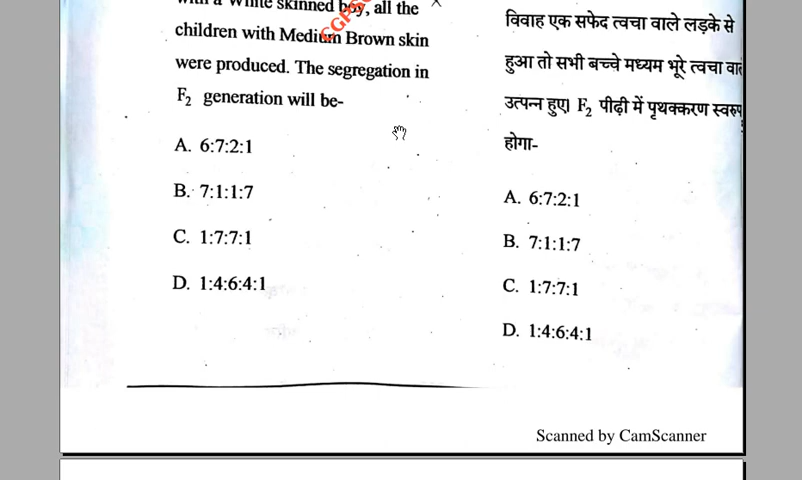 with a White skinned boy, all the
children with Medium Brown skin
were produced. The segregation in
F₂ generation will be-
A. 6:7:2:1
B. 7:1:1:7
C. 1:7:7:1
D. 1:4:6:4:1
विवाह एक सफेद त्वचा वाले लड़के से
हुआ तो सभी बच्चे मध्यम भूरे त्वचा
उत्पन्न हुए। F₂ पीढ़ी में पृथक्करण स्वरूप
होगा-
A. 6:7:2:1
B. 7:1:1:7
C. 1:7:7:1
D. 1:4:6:4:1
Scanned by CamScanner